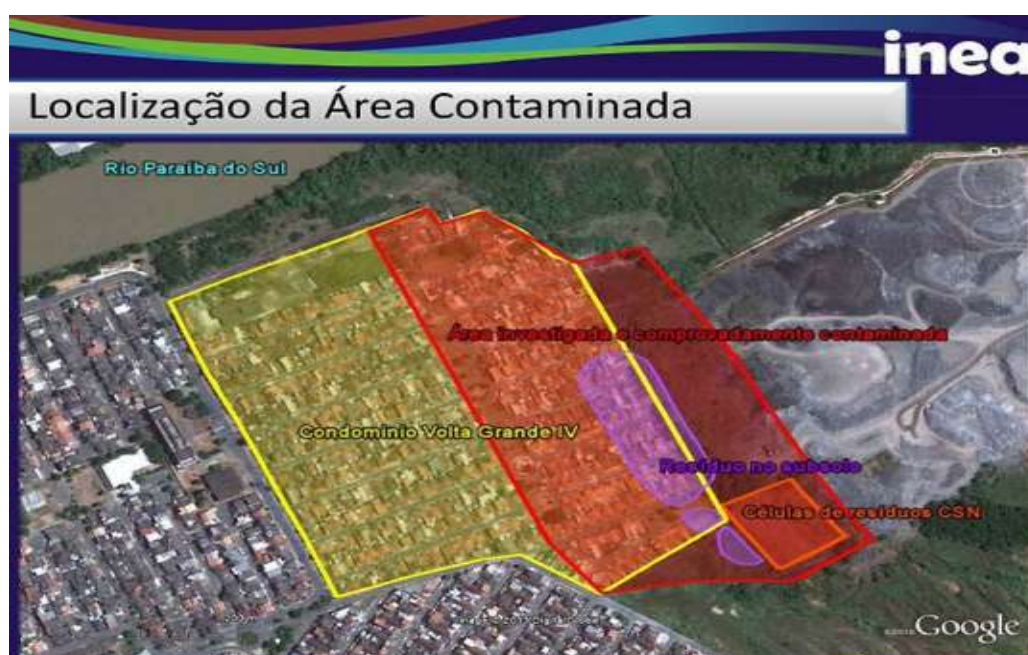 inea
Localização da Área Contaminada
Rio Paraiba do Sul
Área investigada e comprovadamente contaminada
Condomínio Volta Grande IV
Resíduo no subsolo
Células de resíduos CSN
Google